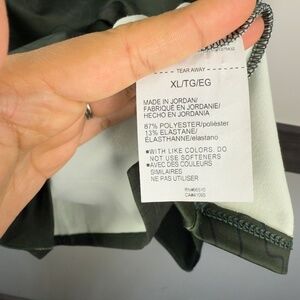 TEAR AWAY
XL/TG/EG
MADE IN JORDAN/
FABRIQUÉ EN JORDANIE/
HECHO EN JORDANIA
87% POLYESTER/poliéster
13% ELASTANE/
ÉLASTHANNE/elastano
*WITH LIKE COLORS. DO
NOT USE SOFTENERS
*AVEC DES COULEURS
SIMILAIRES
NE PAS UTILISER